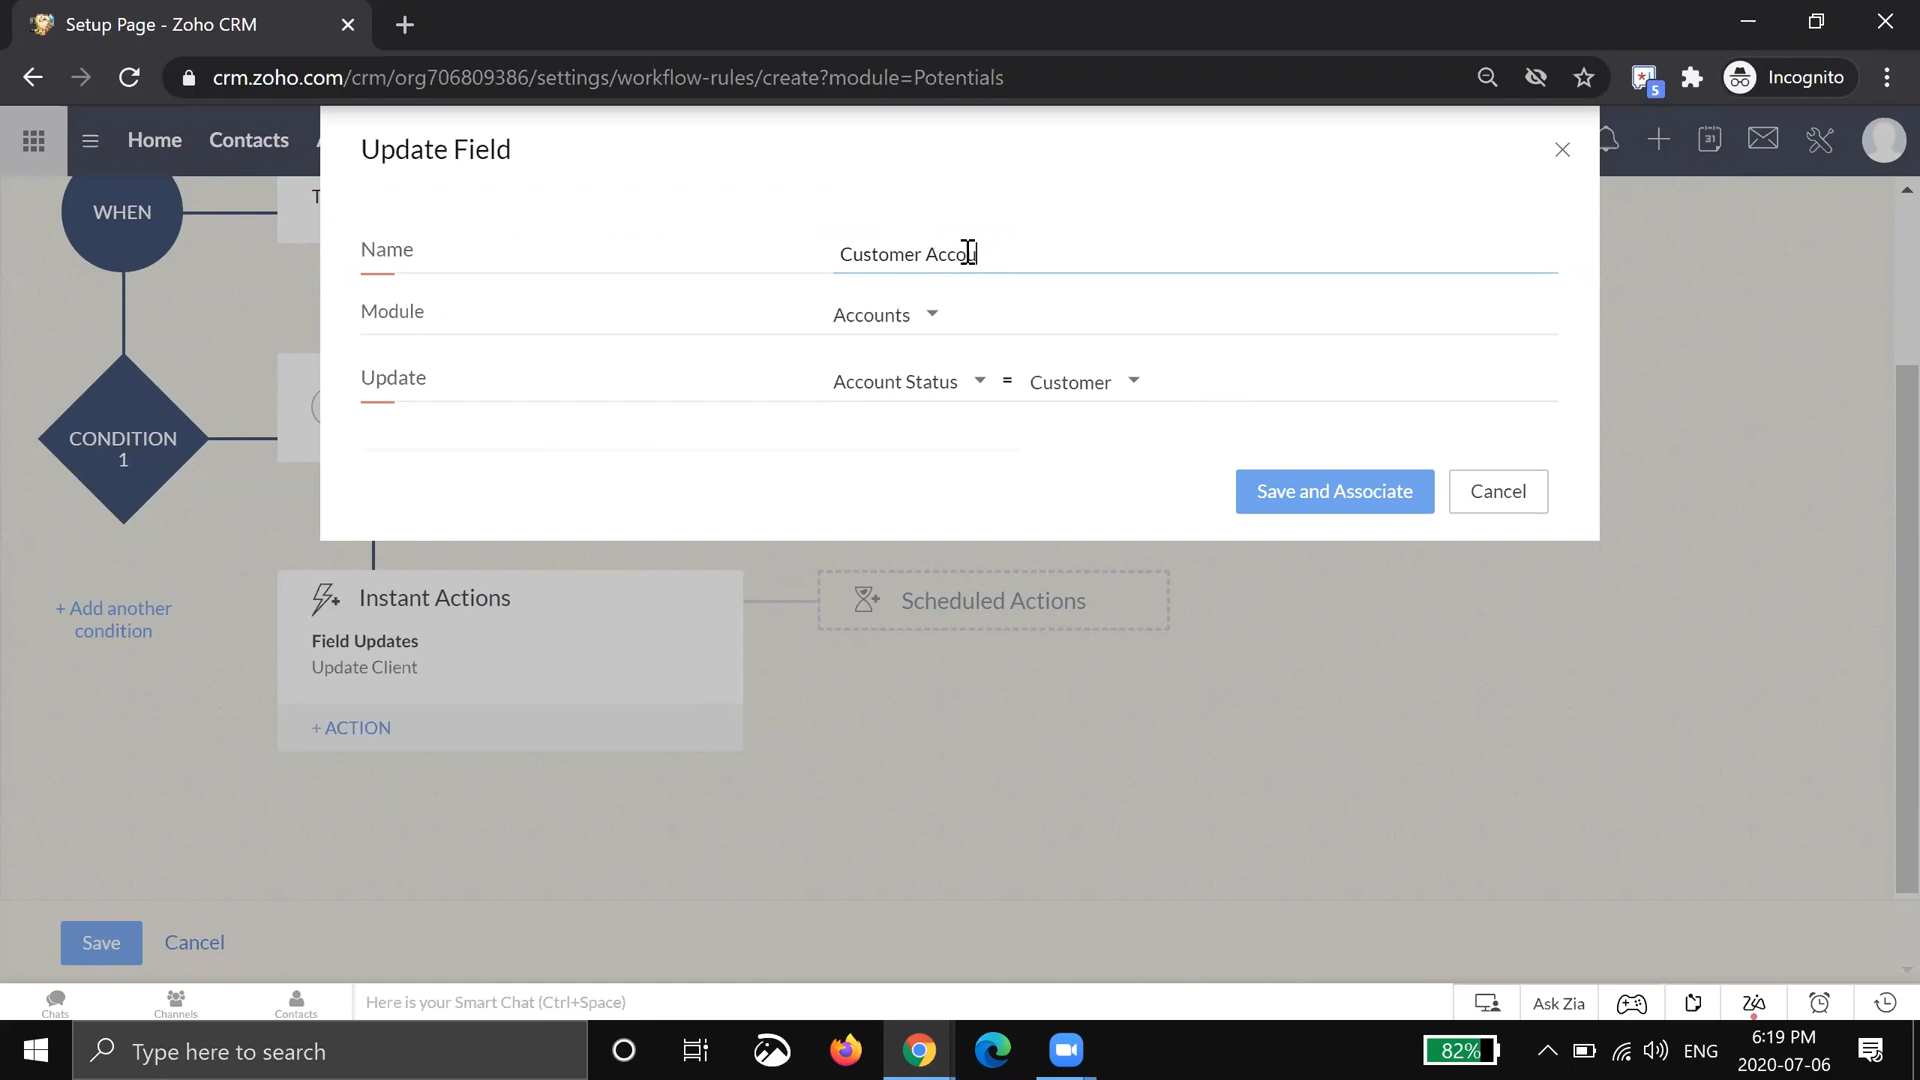 Setup Page - Zoho CRM
crm.zoho.com/crm/org706809386/settings/workflow-rules/create?module=Potentials
5
Incognito
Home
Contacts
31
Update Field
WHEN
T
Name
Customer Accou
Module
Accounts
Update
Account Status
=
Customer
CONDITION
1
Save and Associate
Cancel
+ Add another
condition
Instant Actions
Scheduled Actions
Field Updates
Update Client
+ ACTION
Save
Cancel
Chats
Channels
Contacts
Here is your Smart Chat (Ctrl+Space)
Ask Zia
Type here to search
82%
ENG
6:19 PM
2020-07-06